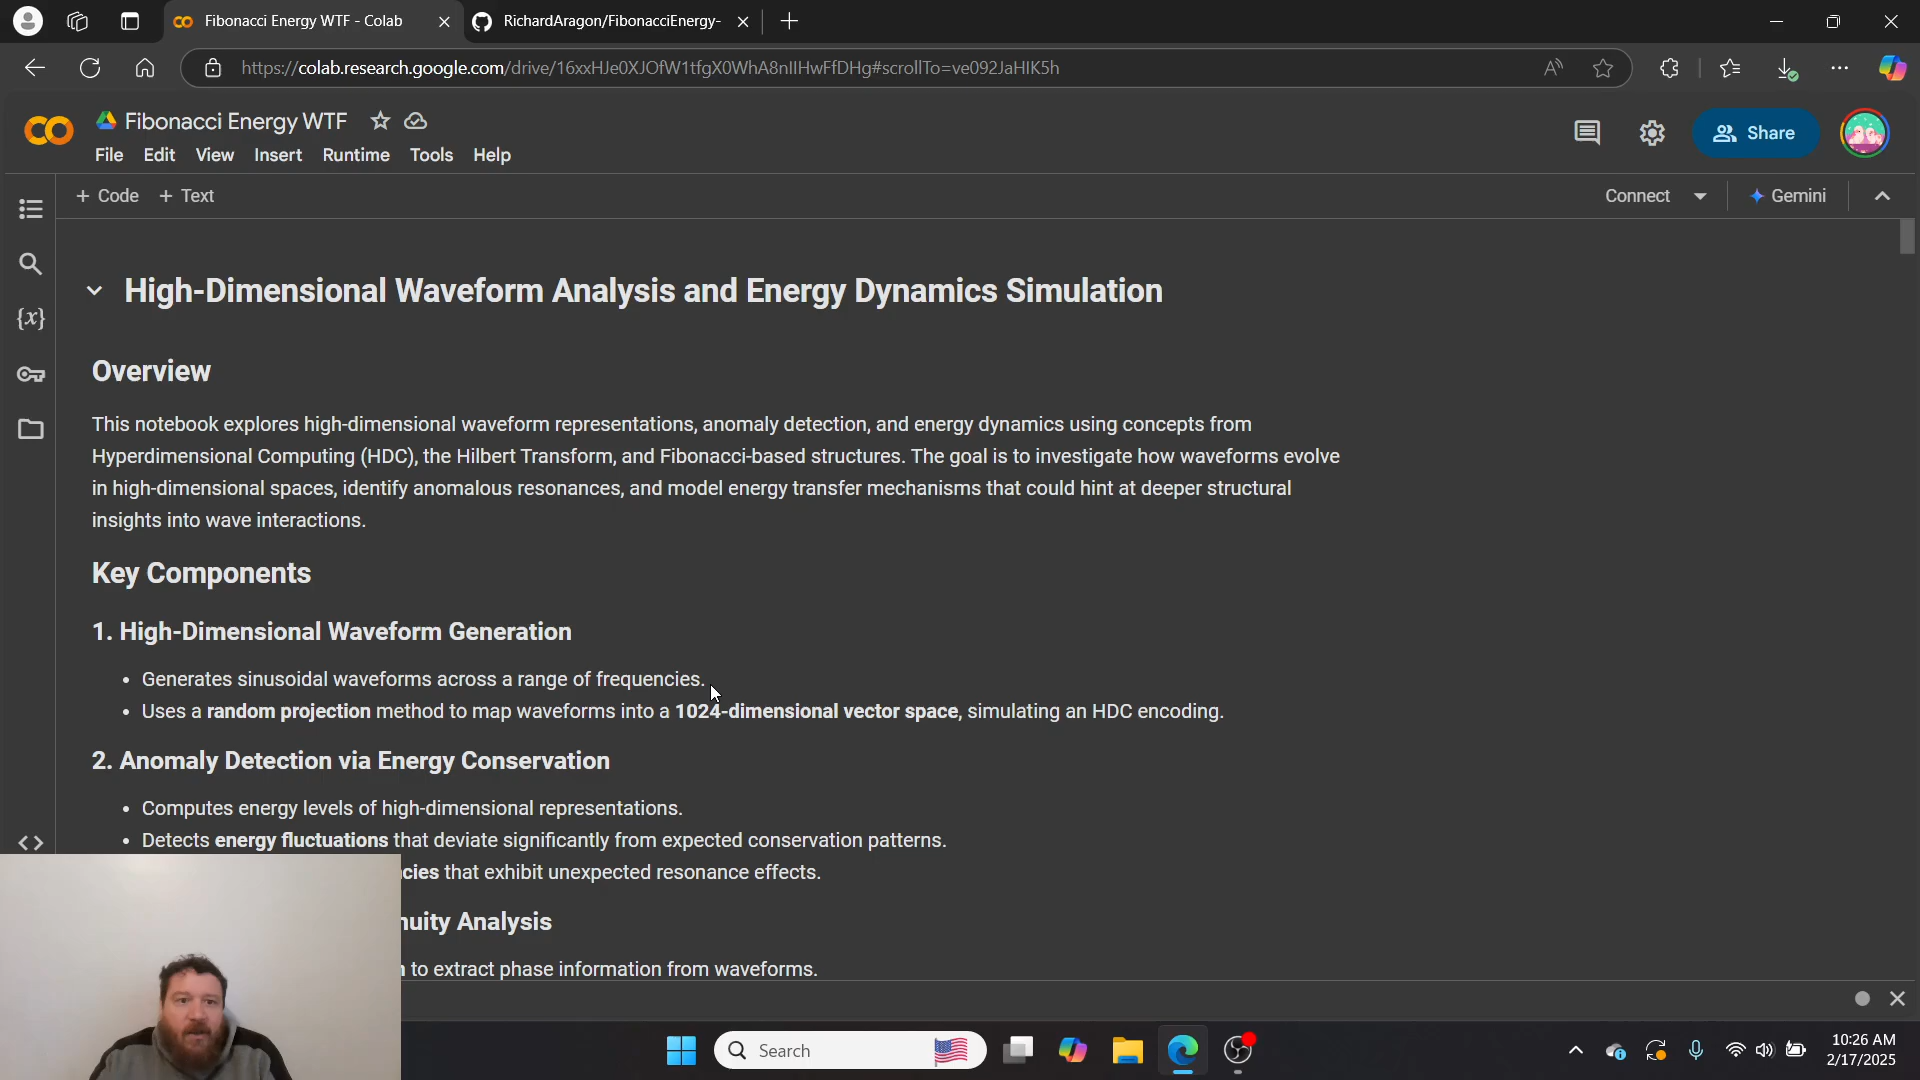 Fibonacci Energy WTF - Colab
RichardAragon/FibonacciEnergy-
https://colab.research.google.com/drive/16xxHJe0XJOfW1tfgX0WhA8nIIHwFfDHg#scrollTo=ve092JaHIK5h
Fibonacci Energy WTF
File Edit View Insert Runtime Tools Help
Share
+ Code + Text
Connect
Gemini
High-Dimensional Waveform Analysis and Energy Dynamics Simulation
Overview
This notebook explores high-dimensional waveform representations, anomaly detection, and energy dynamics using concepts from
Hyperdimensional Computing (HDC), the Hilbert Transform, and Fibonacci-based structures. The goal is to investigate how waveforms evolve
in high-dimensional spaces, identify anomalous resonances, and model energy transfer mechanisms that could hint at deeper structural
insights into wave interactions.
Key Components
1. High-Dimensional Waveform Generation
• Generates sinusoidal waveforms across a range of frequencies.
• Uses a random projection method to map waveforms into a 1024-dimensional vector space, simulating an HDC encoding.
2. Anomaly Detection via Energy Conservation
• Computes energy levels of high-dimensional representations.
• Detects energy fluctuations that deviate significantly from expected conservation patterns.
cies that exhibit unexpected resonance effects.
nuity Analysis
to extract phase information from waveforms.
Search
10:26 AM
2/17/2025